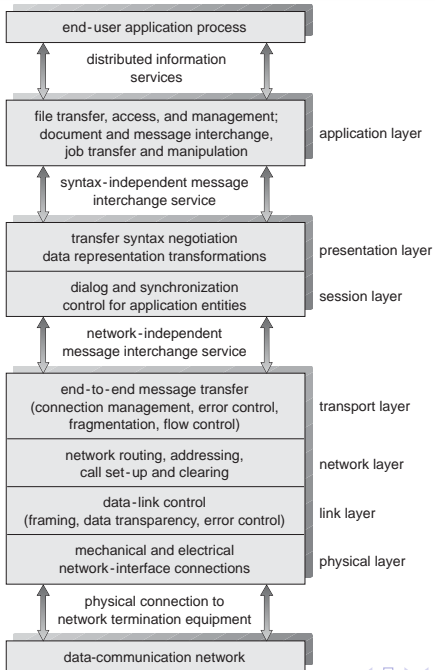 end-user application process
distributed information
services
file transfer, access, and management;
document and message interchange,
job transfer and manipulation
application layer
syntax-independent message
interchange service
transfer syntax negotiation
data representation transformations
presentation layer
dialog and synchronization
control for application entities
session layer
network-independent
message interchange service
end-to-end message transfer
(connection management, error control,
fragmentation, flow control)
transport layer
network routing, addressing,
call set-up and clearing
network layer
data-link control
(framing, data transparency, error control)
link layer
mechanical and electrical
network-interface connections
physical layer
physical connection to
network termination equipment
data-communication network